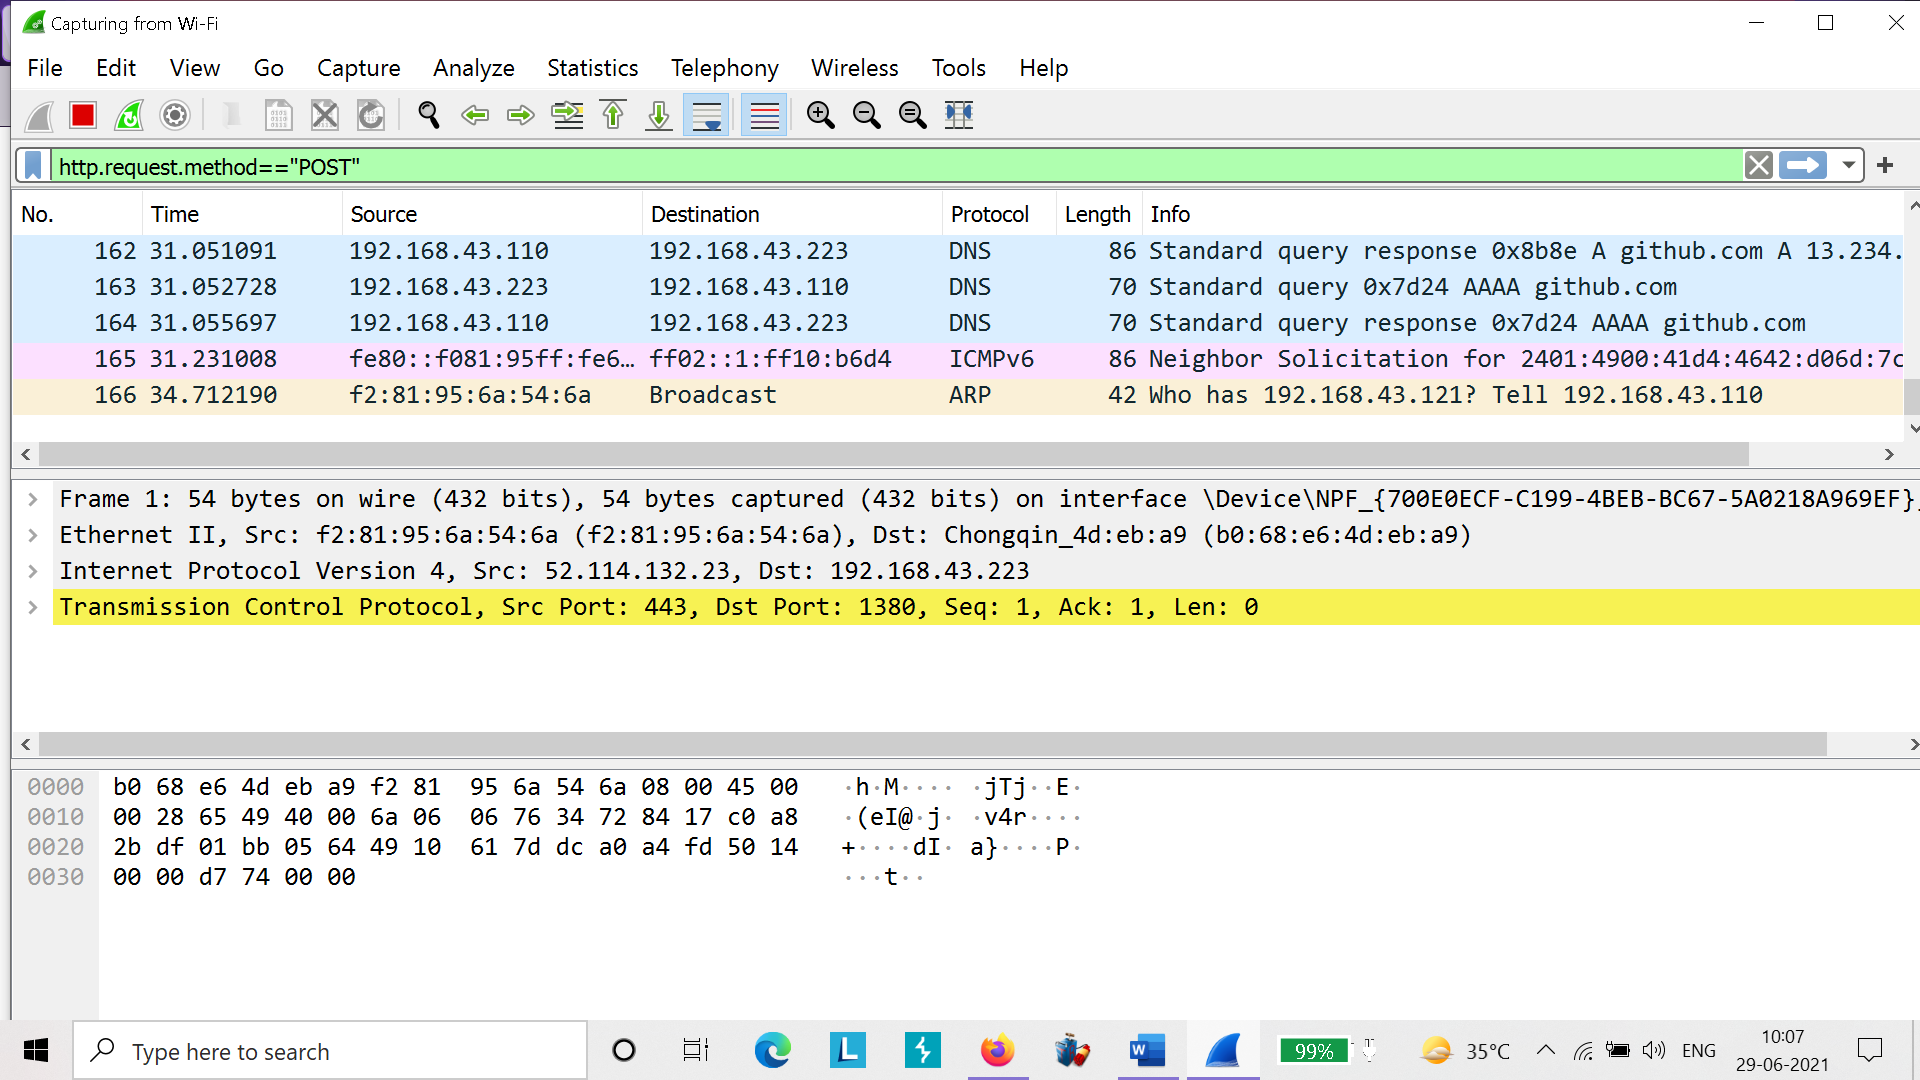 Capturing from Wi-Fi
File Edit View Go Capture Analyze Statistics Telephony Wireless Tools Help
http.request.method=="POST"
No. Time Source Destination Protocol Length Info
162 31.051091 192.168.43.110 192.168.43.223 DNS 86 Standard query response 0x8b8e A github.com A 13.234.
163 31.052728 192.168.43.223 192.168.43.110 DNS 70 Standard query 0x7d24 AAAA github.com
164 31.055697 192.168.43.110 192.168.43.223 DNS 70 Standard query response 0x7d24 AAAA github.com
165 31.231008 fe80::f081:95ff:fe6… ff02::1:ff10:b6d4 ICMPv6 86 Neighbor Solicitation for 2401:4900:41d4:4642:d06d:7c
166 34.712190 f2:81:95:6a:54:6a Broadcast ARP 42 Who has 192.168.43.121? Tell 192.168.43.110
Frame 1: 54 bytes on wire (432 bits), 54 bytes captured (432 bits) on interface \Device\NPF_{700E0ECF-C199-4BEB-BC67-5A0218A969EF},
Ethernet II, Src: f2:81:95:6a:54:6a (f2:81:95:6a:54:6a), Dst: Chongqin_4d:eb:a9 (b0:68:e6:4d:eb:a9)
Internet Protocol Version 4, Src: 52.114.132.23, Dst: 192.168.43.223
Transmission Control Protocol, Src Port: 443, Dst Port: 1380, Seq: 1, Ack: 1, Len: 0
0000 b0 68 e6 4d eb a9 f2 81 95 6a 54 6a 08 00 45 00 ·h·M···· ·jTj··E·
0010 00 28 65 49 40 00 6a 06 06 76 34 72 84 17 c0 a8 ·(eI@·j· ·v4r····
0020 2b df 01 bb 05 64 49 10 61 7d dc a0 a4 fd 50 14 +····dI· a}····P·
0030 00 00 d7 74 00 00 ···t··
Type here to search
99%
35°C
ENG
10:07
29-06-2021